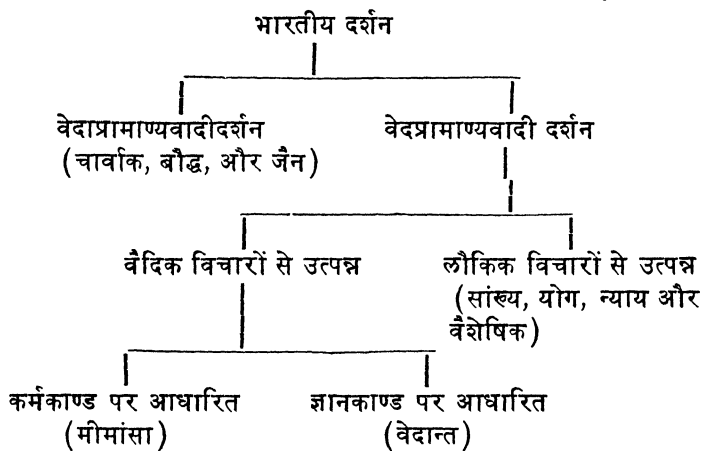 भारतीय दर्शन
वेदाप्रामाण्यवादीदर्शन
(चार्वाक, बौद्ध, और जैन)
वेदप्रामाण्यवादी दर्शन
वैदिक विचारों से उत्पन्न
लौकिक विचारों से उत्पन्न
(सांख्य, योग, न्याय और
वैशेषिक)
कर्मकाण्ड पर आधारित
(मीमांसा)
ज्ञानकाण्ड पर आधारित
(वेदान्त)